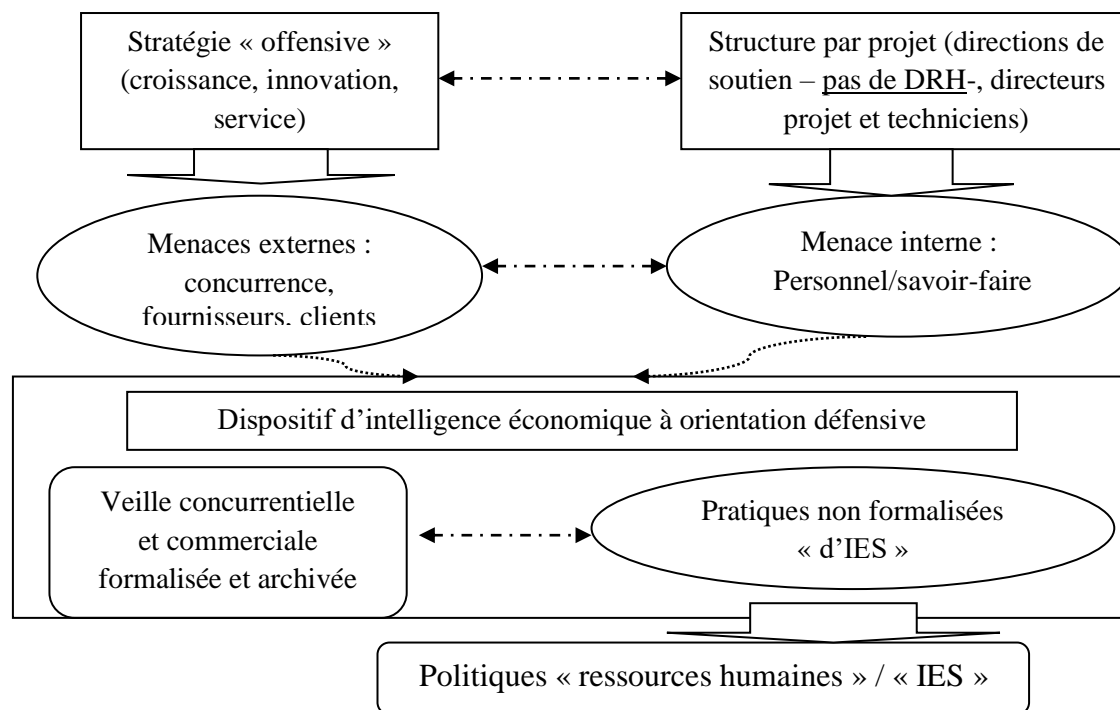 Stratégie « offensive »
(croissance, innovation,
service)
Structure par projet (directions de
soutien – pas de DRH-, directeurs
projet et techniciens)
Menaces externes :
concurrence,
fournisseurs, clients
Menace interne :
Personnel/savoir-faire
Dispositif d’intelligence économique à orientation défensive
Veille concurrentielle
et commerciale
formalisée et archivée
Pratiques non formalisées
« d’IES »
Politiques « ressources humaines » / « IES »